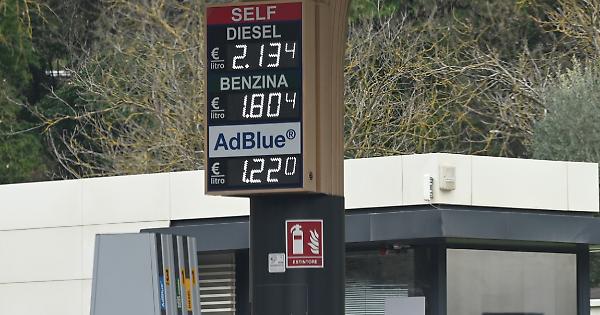 SELF
DIESEL
€ litro 2.134
BENZINA
€ litro 1.804
AdBlue®
€ litro 1.220
ESTINTORE